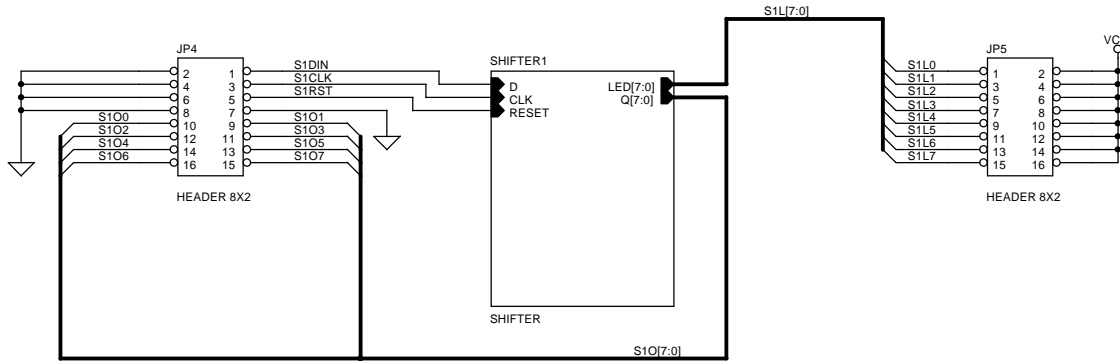 S1L[7:0]
JP4
SHIFTER1
JP5
VC
2 1 S1DIN
4 3 S1CLK
6 5 S1RST
8 7
S1O0 10 9 S1O1
S1O2 12 11 S1O3
S1O4 14 13 S1O5
S1O6 16 15 S1O7
HEADER 8X2
D LED[7:0]
CLK Q[7:0]
RESET
SHIFTER
S1L0 1 2
S1L1 3 4
S1L2 5 6
S1L3 7 8
S1L4 9 10
S1L5 11 12
S1L6 13 14
S1L7 15 16
HEADER 8X2
S1O[7:0]